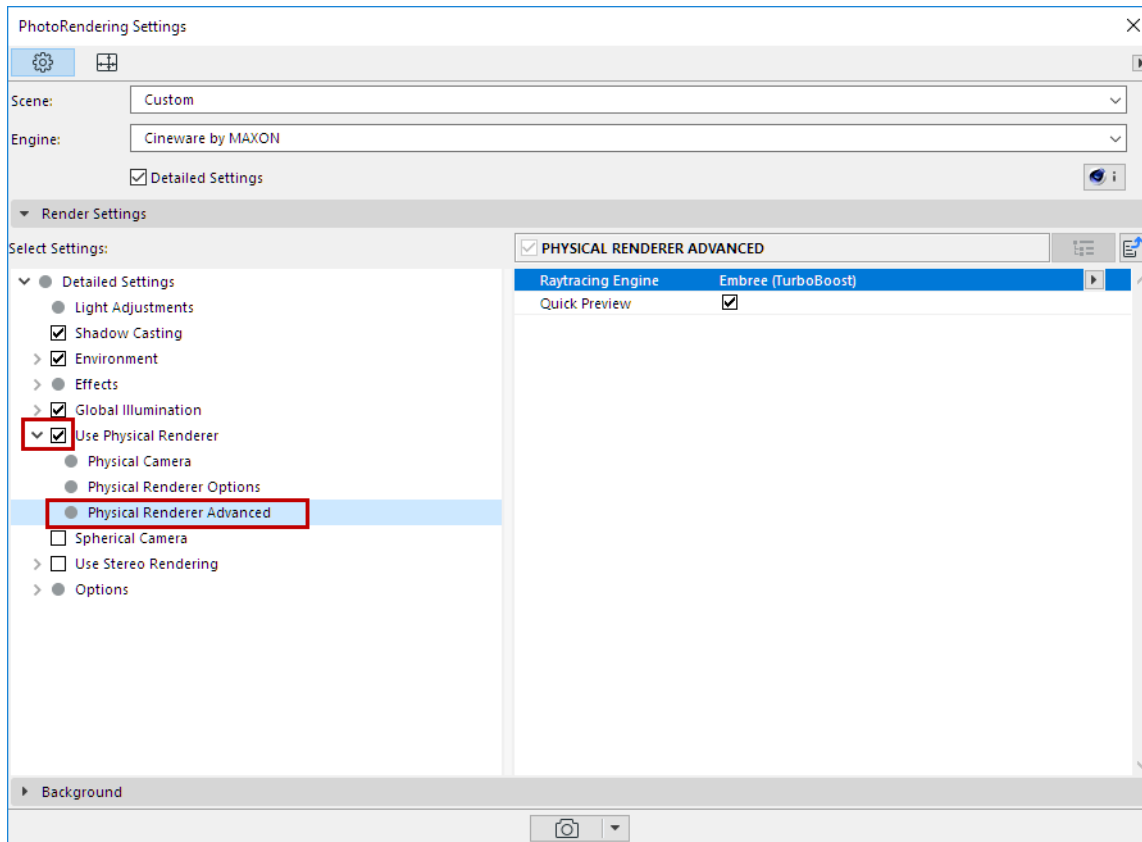 PhotoRendering Settings
Scene:
Custom
Engine:
Cineware by MAXON
Detailed Settings
i
Render Settings
Select Settings:
PHYSICAL RENDERER ADVANCED
Detailed Settings
Raytracing Engine Embree (TurboBoost)
Light Adjustments
Quick Preview
Shadow Casting
Environment
Effects
Global Illumination
Use Physical Renderer
Physical Camera
Physical Renderer Options
Physical Renderer Advanced
Spherical Camera
Use Stereo Rendering
Options
Background